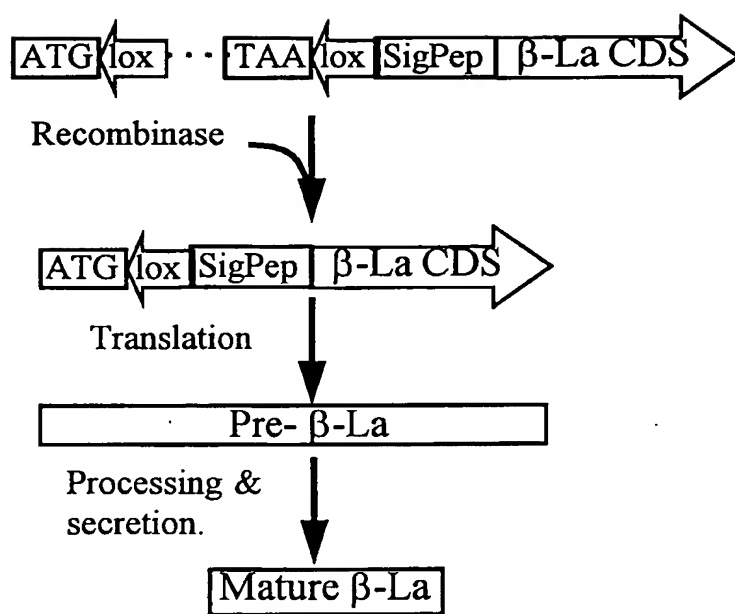 ATG lox · · · TAA lox SigPep β-La CDS
Recombinase
ATG lox SigPep β-La CDS
Translation
Pre- β-La
Processing &
secretion.
Mature β-La